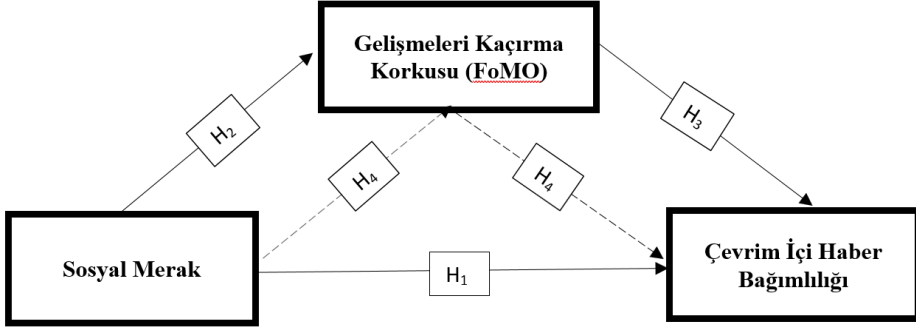 Gelişmeleri Kaçırma
Korkusu (FoMO)
H₂
H₃
H₄
H₄
Sosyal Merak
Çevrim İçi Haber
Bağımlılığı
H₁